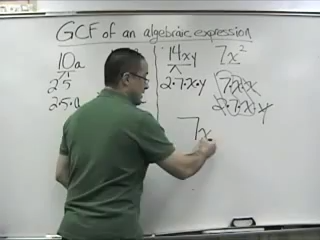 GCF of an algebraic expression
10a 14xy 7x²
2 5 2·7·x·y 7·x·x
2·5·a 2·7·x·y
7x